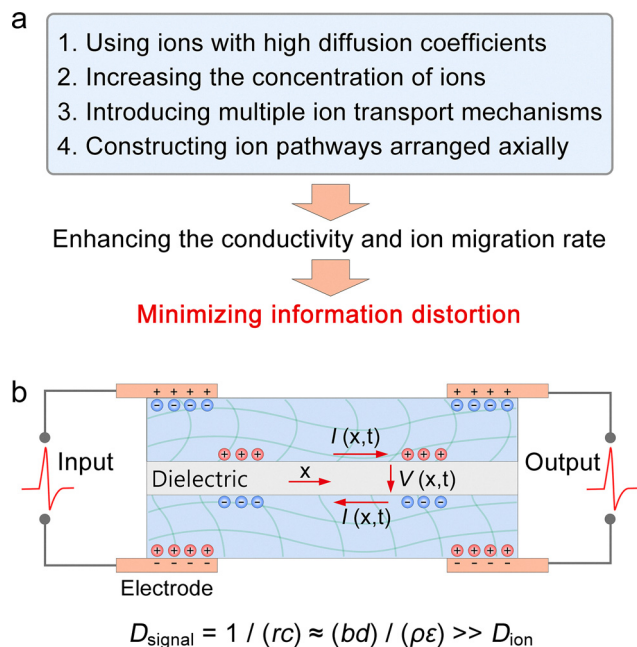 a
1. Using ions with high diffusion coefficients
2. Increasing the concentration of ions
3. Introducing multiple ion transport mechanisms
4. Constructing ion pathways arranged axially
Enhancing the conductivity and ion migration rate
Minimizing information distortion
b
+ + + +
+ + + +
− − − −
− − − −
I (x,t)
Input
+ + +
+ + +
Output
Dielectric
x
V (x,t)
− − −
− − −
I (x,t)
+ + + +
+ + + +
− − − −
− − − −
Electrode
D_signal = 1 / (rc) ≈ (bd) / (ρε) >> D_ion